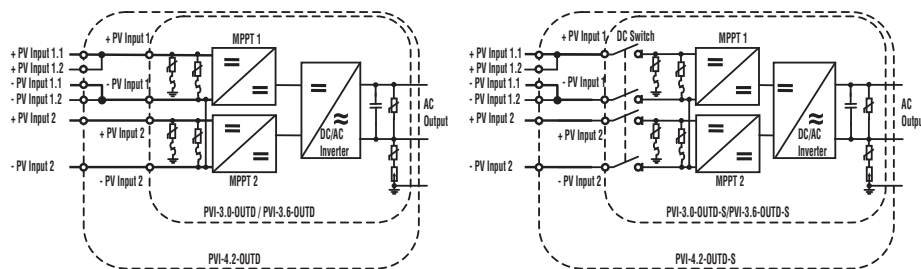 + PV Input 1
MPPT 1
+ PV Input 1.1
+ PV Input 1.2
- PV Input 1.1
- PV Input 1
- PV Input 1.2
+ PV Input 2
+ PV Input 2
DC/AC
Inverter
AC
Output
- PV Input 2
- PV Input 2
MPPT 2
PVI-3.0-OUTD / PVI-3.6-OUTD
PVI-4.2-OUTD
+ PV Input 1
DC Switch
MPPT 1
+ PV Input 1.1
+ PV Input 1.2
- PV Input 1.1
- PV Input 1
- PV Input 1.2
+ PV Input 2
+ PV Input 2
DC/AC
Inverter
AC
Output
- PV Input 2
- PV Input 2
MPPT 2
PVI-3.0-OUTD-S/PVI-3.6-OUTD-S
PVI-4.2-OUTD-S